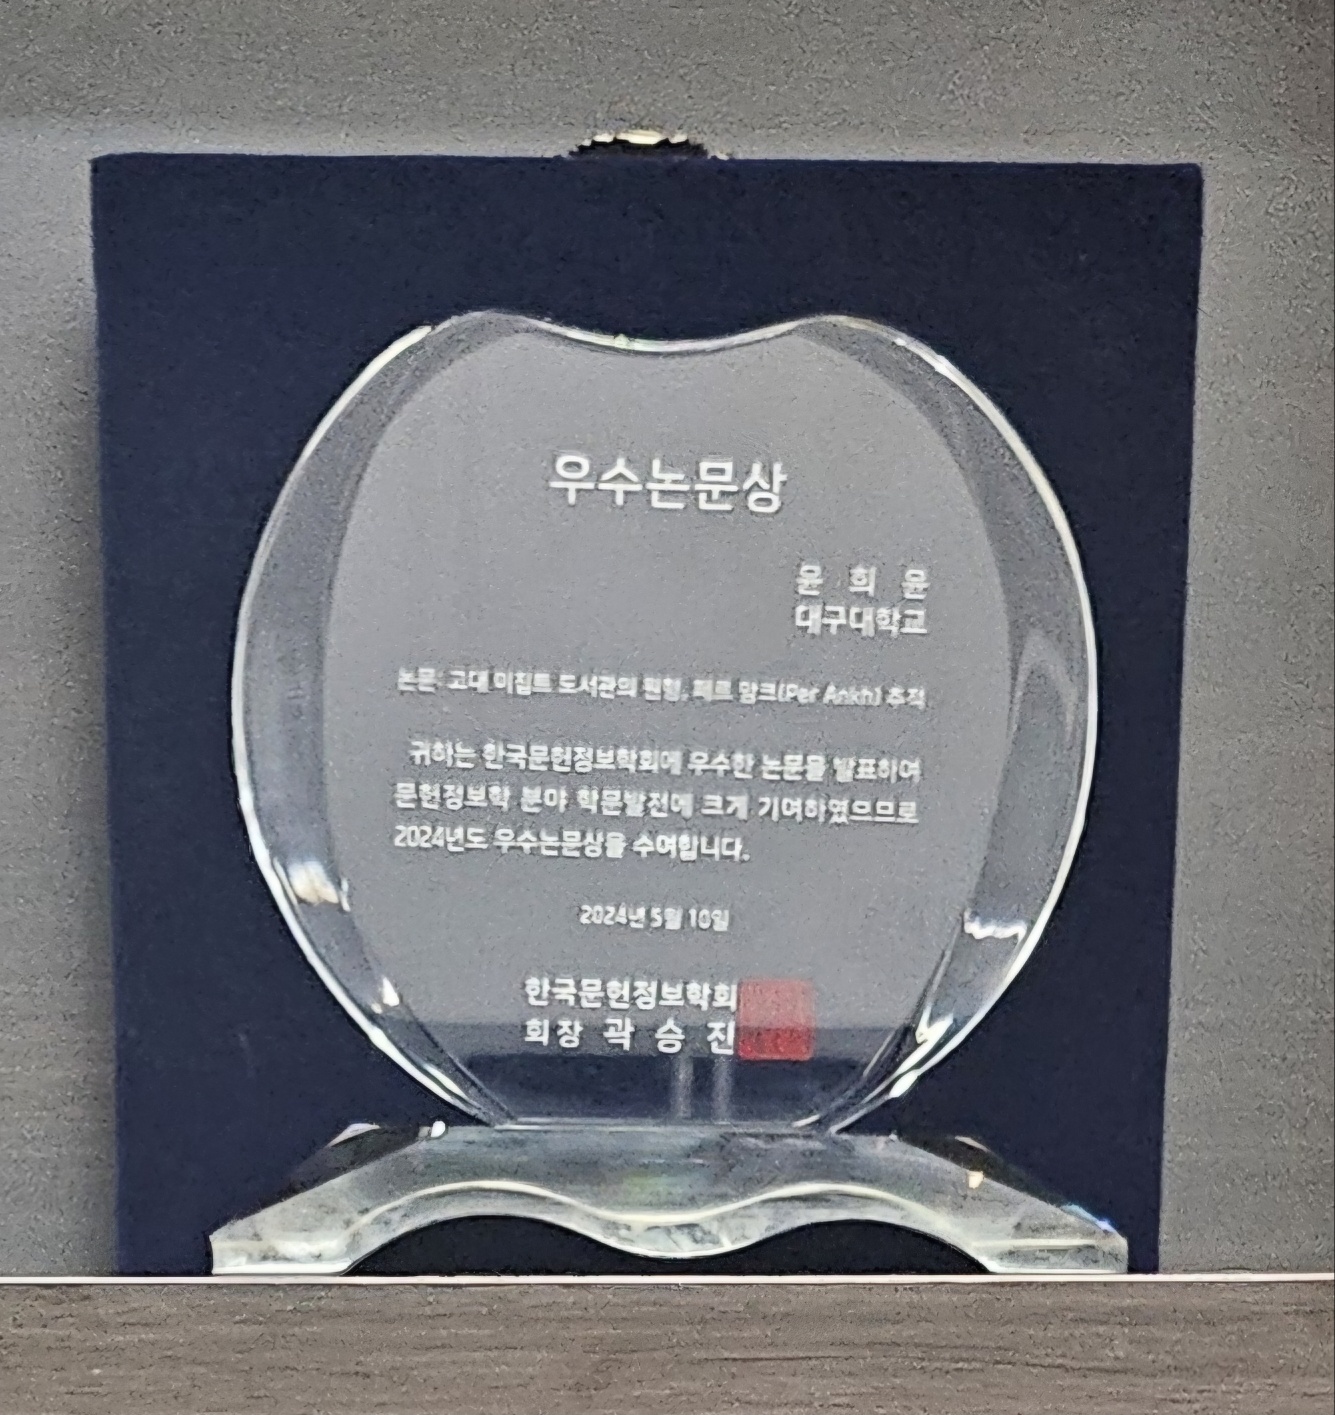 우수논문상
윤 희 윤
대구대학교
논문: 고대 이집트 도서관의 원형, 페르 앙크(Per Ankh) 추적
귀하는 한국문헌정보학회에 우수한 논문을 발표하여
문헌정보학 분야 학문발전에 크게 기여하였으므로
2024년도 우수논문상을 수여합니다.
2024년 5월 10일
한국문헌정보학회
회장 곽 승 진